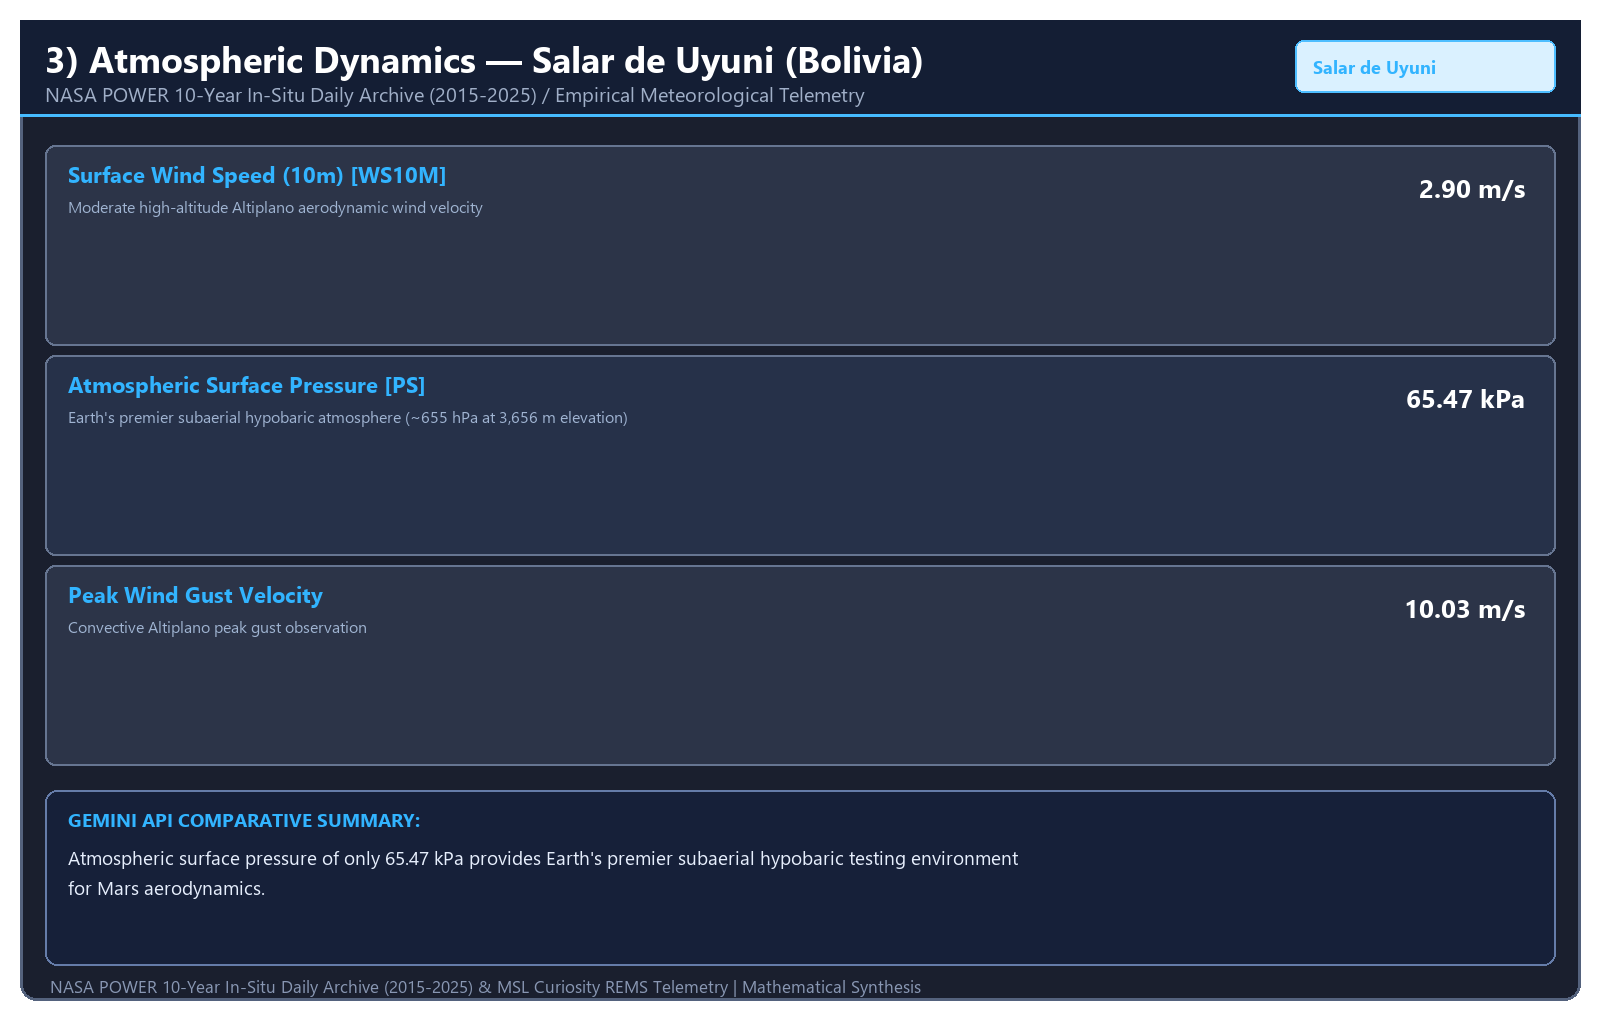 3) Atmospheric Dynamics — Salar de Uyuni (Bolivia)
NASA POWER 10-Year In-Situ Daily Archive (2015-2025) / Empirical Meteorological Telemetry
Salar de Uyuni
Surface Wind Speed (10m) [WS10M]
2.90 m/s
Moderate high-altitude Altiplano aerodynamic wind velocity
Atmospheric Surface Pressure [PS]
65.47 kPa
Earth's premier subaerial hypobaric atmosphere (~655 hPa at 3,656 m elevation)
Peak Wind Gust Velocity
10.03 m/s
Convective Altiplano peak gust observation
GEMINI API COMPARATIVE SUMMARY:
Atmospheric surface pressure of only 65.47 kPa provides Earth's premier subaerial hypobaric testing environment
for Mars aerodynamics.
NASA POWER 10-Year In-Situ Daily Archive (2015-2025) & MSL Curiosity REMS Telemetry | Mathematical Synthesis